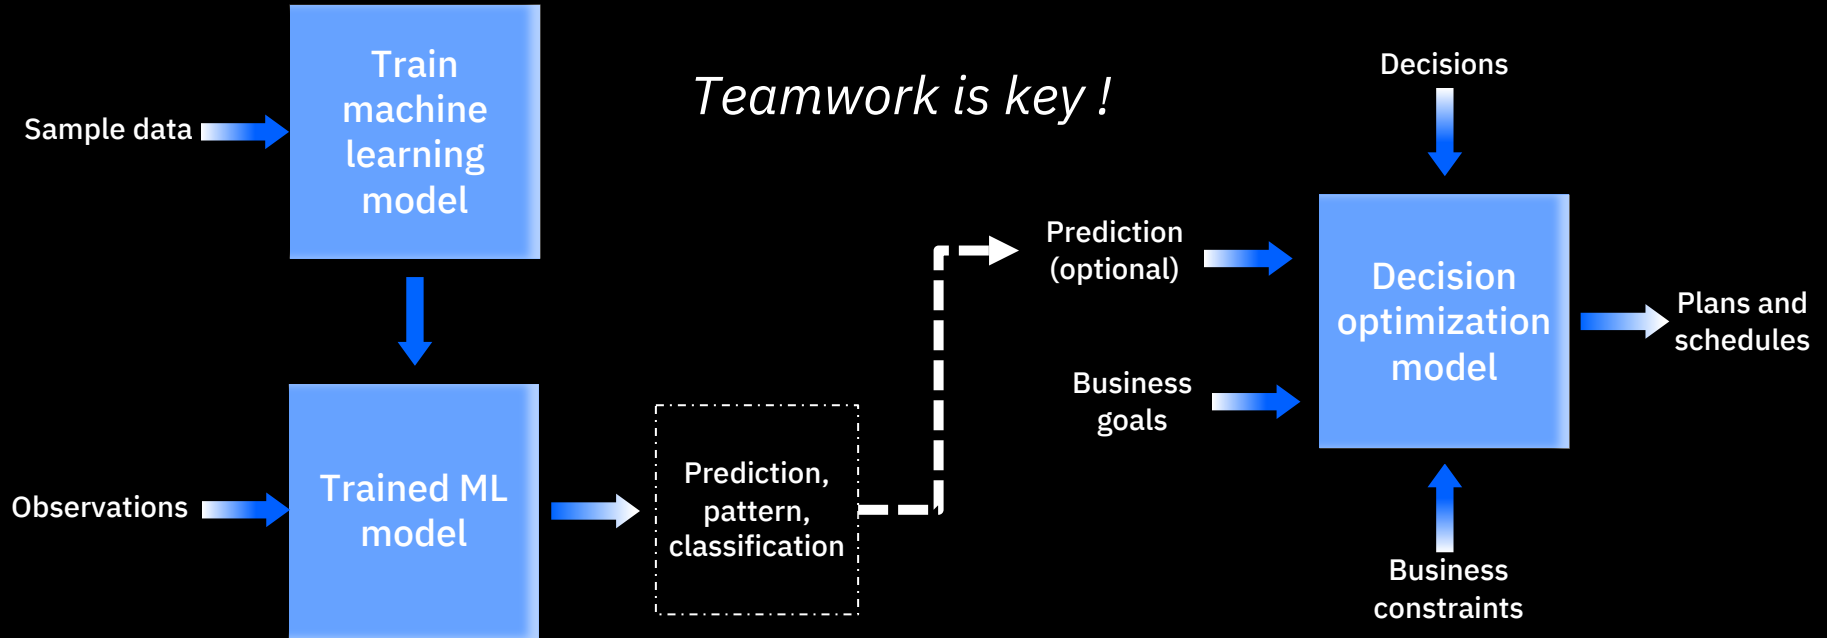 Train
machine
learning
model
Sample data
Teamwork is key !
Decisions
Prediction
(optional)
Decision
optimization
model
Plans and
schedules
Business
goals
Observations
Trained ML
model
Prediction,
pattern,
classification
Business
constraints